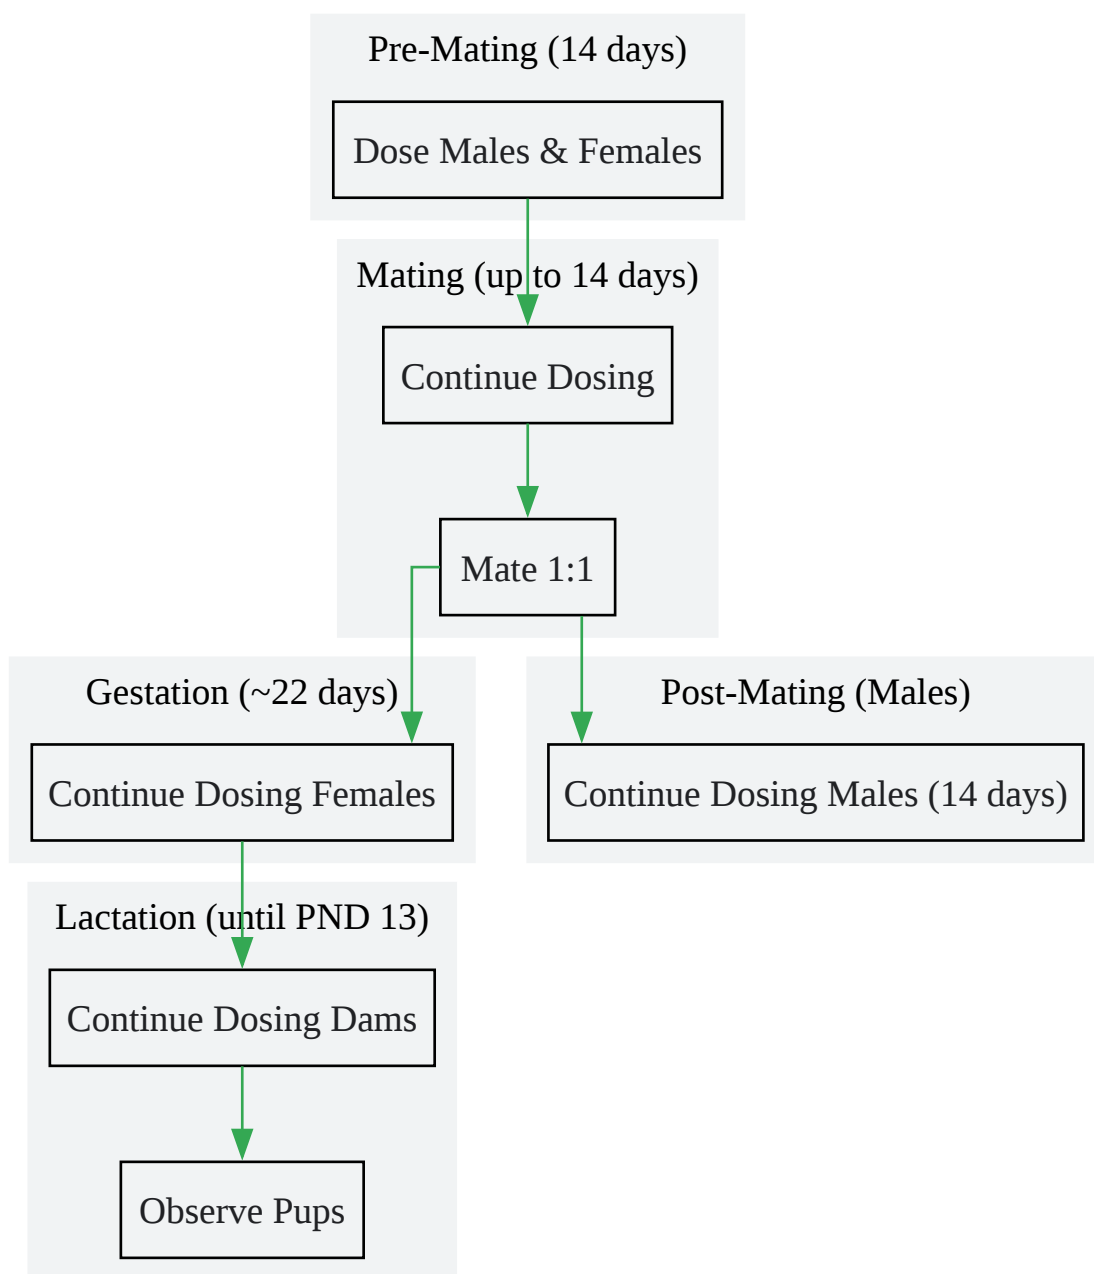 Pre-Mating (14 days)
Dose Males & Females
Mating (up to 14 days)
Continue Dosing
Mate 1:1
Gestation (~22 days)
Continue Dosing Females
Post-Mating (Males)
Continue Dosing Males (14 days)
Lactation (until PND 13)
Continue Dosing Dams
Observe Pups